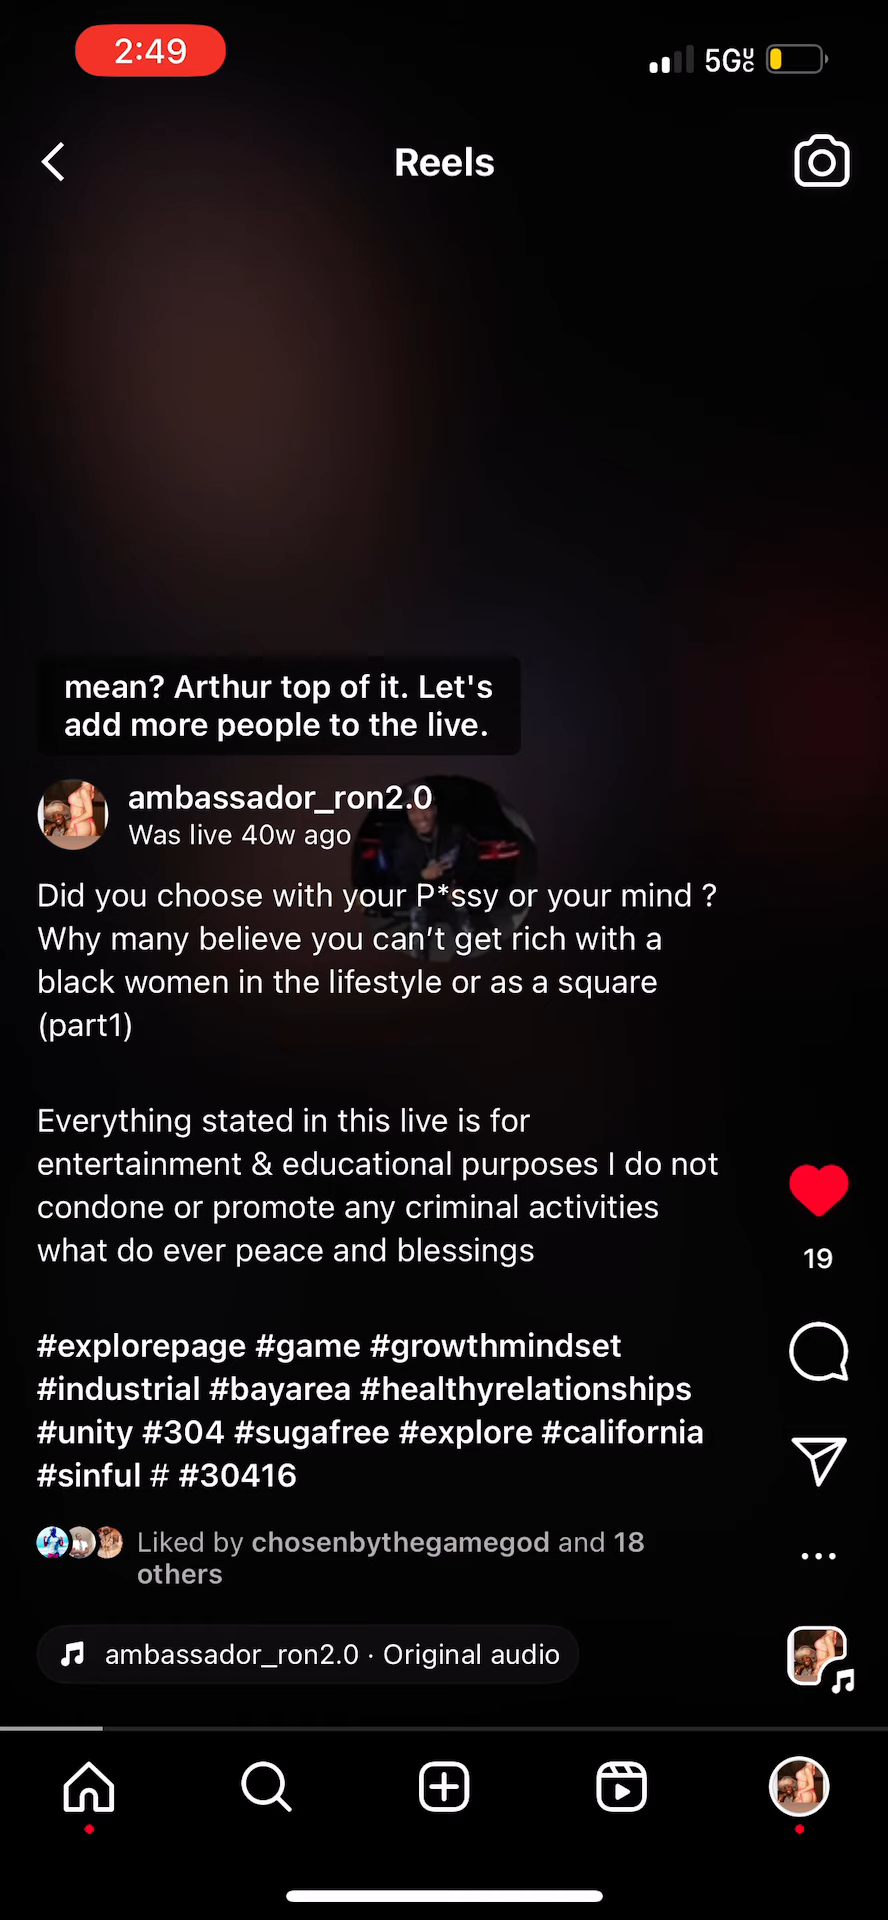 2:49
5G UC
Reels
mean? Arthur top of it. Let's
add more people to the live.
ambassador_ron2.0
Was live 40w ago
Did you choose with your P*ssy or your mind ?
Why many believe you can’t get rich with a
black women in the lifestyle or as a square
(part1)
Everything stated in this live is for
entertainment & educational purposes I do not
condone or promote any criminal activities
what do ever peace and blessings
#explorepage #game #growthmindset
#industrial #bayarea #healthyrelationships
#unity #304 #sugafree #explore #california
#sinful # #30416
19
Liked by chosenbythegamegod and 18
others
ambassador_ron2.0 · Original audio